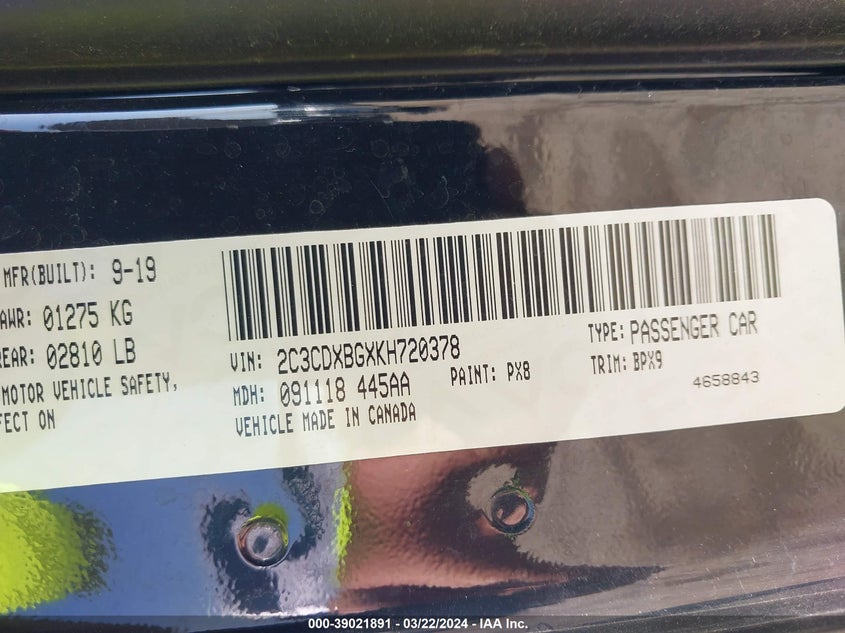 MFR(BUILT): 9-19
AWR: 01275 KG
REAR: 02810 LB
MOTOR VEHICLE SAFETY,
FECT ON
VIN: 2C3CDXBGXKH720378
TYPE: PASSENGER CAR
MDH: 091118 445AA
PAINT: PX8
TRIM: BPX9
VEHICLE MADE IN CANADA
4658843
000-39021891 - 03/22/2024 - IAA Inc.